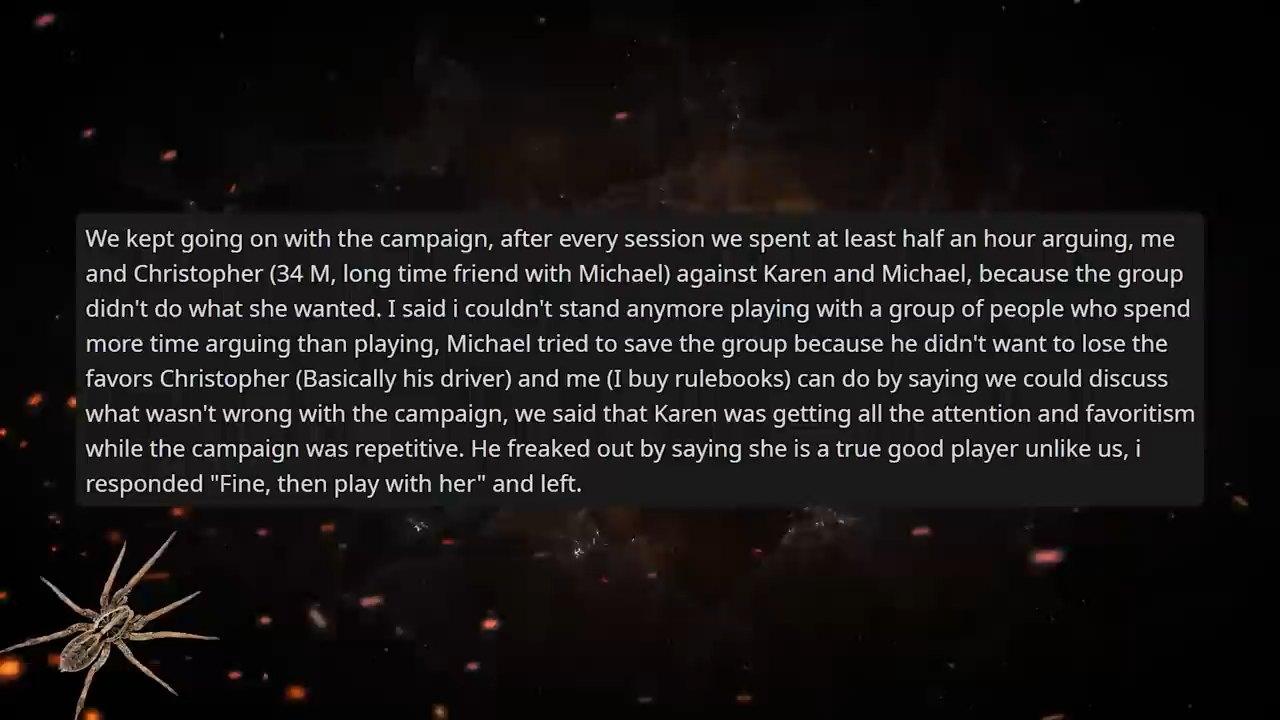 We kept going on with the campaign, after every session we spent at least half an hour arguing, me
and Christopher (34 M, long time friend with Michael) against Karen and Michael, because the group
didn't do what she wanted. I said i couldn't stand anymore playing with a group of people who spend
more time arguing than playing, Michael tried to save the group because he didn't want to lose the
favors Christopher (Basically his driver) and me (I buy rulebooks) can do by saying we could discuss
what wasn't wrong with the campaign, we said that Karen was getting all the attention and favoritism
while the campaign was repetitive. He freaked out by saying she is a true good player unlike us, i
responded "Fine, then play with her" and left.